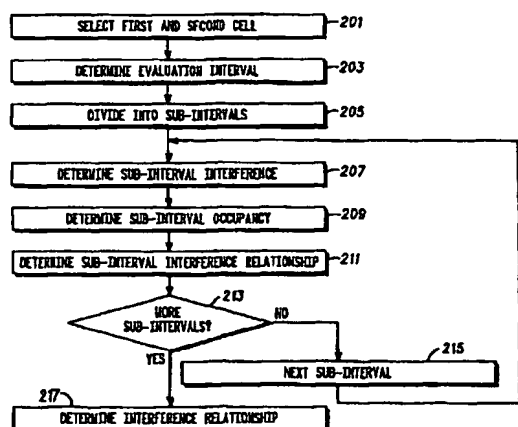 SELECT FIRST AND SECOND CELL
201
DETERMINE EVALUATION INTERVAL
203
DIVIDE INTO SUB-INTERVALS
205
DETERMINE SUB-INTERVAL INTERFERENCE
207
DETERMINE SUB-INTERVAL OCCUPANCY
209
DETERMINE SUB-INTERVAL INTERFERENCE RELATIONSHIP
211
213
MORE
SUB-INTERVALS?
NO
YES
215
NEXT SUB-INTERVAL
217
DETERMINE INTERFERENCE RELATIONSHIP